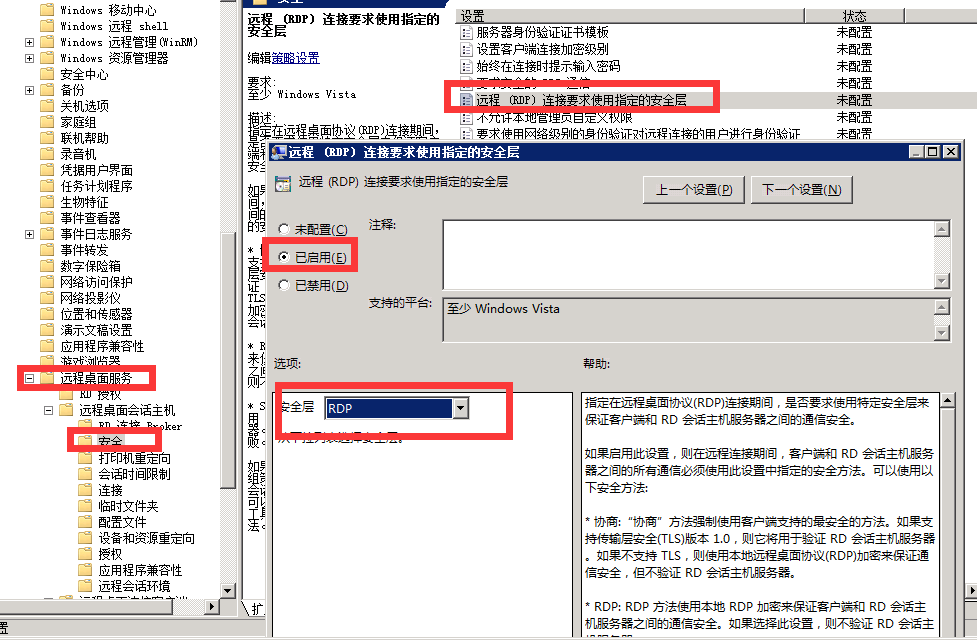 Windows 移动中心
Windows 远程 shell
Windows 远程管理(WinRM)
Windows 资源管理器
安全中心
备份
关机选项
家庭组
联机帮助
录音机
凭据用户界面
任务计划程序
生物特征
事件查看器
事件日志服务
事件转发
数字保险箱
网络访问保护
网络投影仪
位置和传感器
演示文稿设置
应用程序兼容性
游戏浏览器
远程桌面服务
RD 授权
远程桌面会话主机
RD 连接 Broker
安全
打印机重定向
会话时间限制
连接
临时文件夹
配置文件
设备和资源重定向
授权
应用程序兼容性
远程会话环境
远程 (RDP) 连接要求使用指定的
安全层
编辑策略设置
要求:
至少 Windows Vista
描述:
指定在远程桌面协议(RDP)连接期间,
设置 状态
服务器身份验证证书模板 未配置
设置客户端连接加密级别 未配置
始终在连接时提示输入密码 未配置
要求安全的 RPC 通信 未配置
远程 (RDP) 连接要求使用指定的安全层 未配置
不允许本地管理员自定义权限 未配置
要求使用网络级别的身份验证对远程连接的用户进行身份验证 未配置
远程 (RDP) 连接要求使用指定的安全层
远程 (RDP) 连接要求使用指定的安全层
上一个设置(P) 下一个设置(N)
未配置(C) 注释:
已启用(E)
已禁用(D)
支持的平台: 至少 Windows Vista
选项: 帮助:
安全层 RDP
从下拉列表选择安全层。
指定在远程桌面协议(RDP)连接期间，是否要求使用特定安全层来
保证客户端和 RD 会话主机服务器之间的通信安全。
如果启用此设置，则在远程连接期间，客户端和 RD 会话主机服务
器之间的所有通信必须使用此设置中指定的安全方法。可以使用以
下安全方法:
* 协商:“协商”方法强制使用客户端支持的最安全的方法。如果支
持传输层安全(TLS)版本 1.0，则它将用于验证 RD 会话主机服务器
。如果不支持 TLS，则使用本地远程桌面协议(RDP)加密来保证通
信安全，但不验证 RD 会话主机服务器。
* RDP: RDP 方法使用本地 RDP 加密来保证客户端和 RD 会话主
机服务器之间的通信安全。如果选择此设置，则不验证 RD 会话主